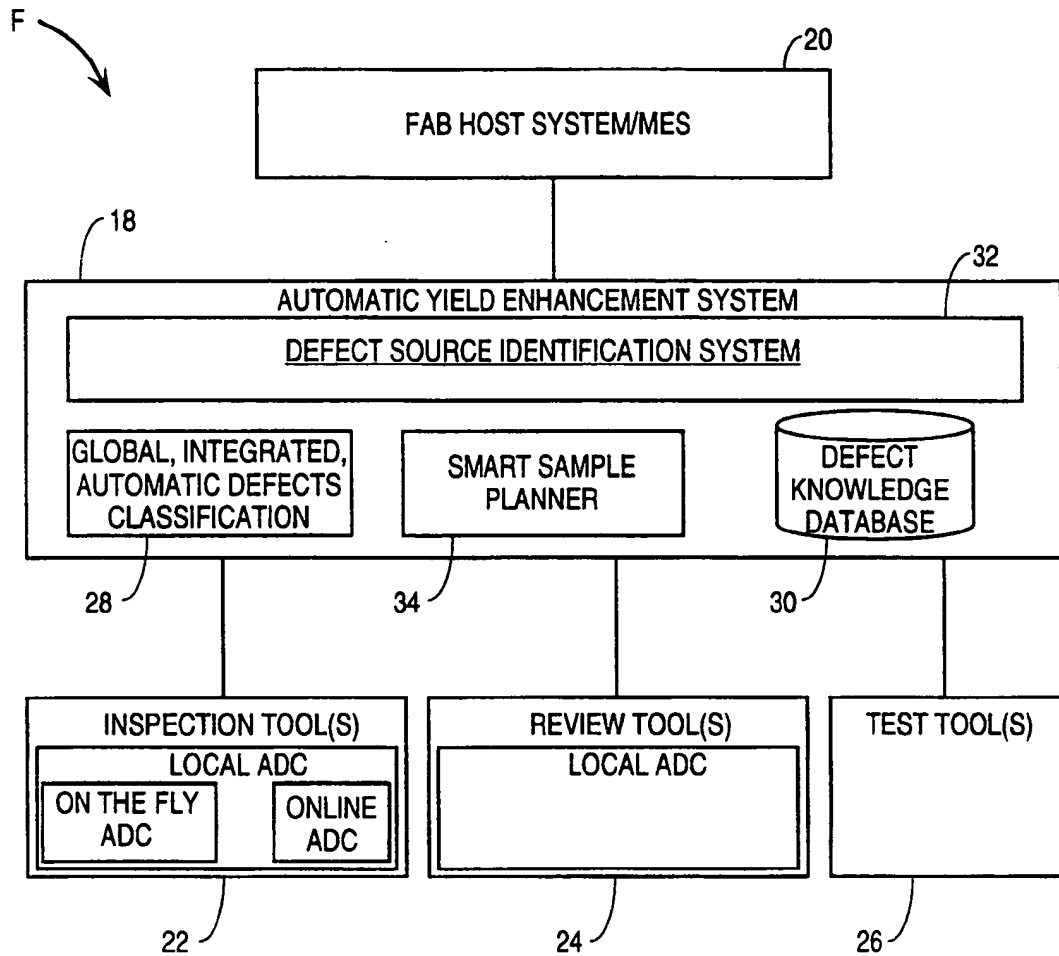 F
20
FAB HOST SYSTEM/MES
18
32
AUTOMATIC YIELD ENHANCEMENT SYSTEM
DEFECT SOURCE IDENTIFICATION SYSTEM
GLOBAL, INTEGRATED,
AUTOMATIC DEFECTS
CLASSIFICATION
SMART SAMPLE
PLANNER
DEFECT
KNOWLEDGE
DATABASE
28
34
30
INSPECTION TOOL(S)
LOCAL ADC
ON THE FLY
ADC
ONLINE
ADC
REVIEW TOOL(S)
LOCAL ADC
TEST TOOL(S)
22
24
26